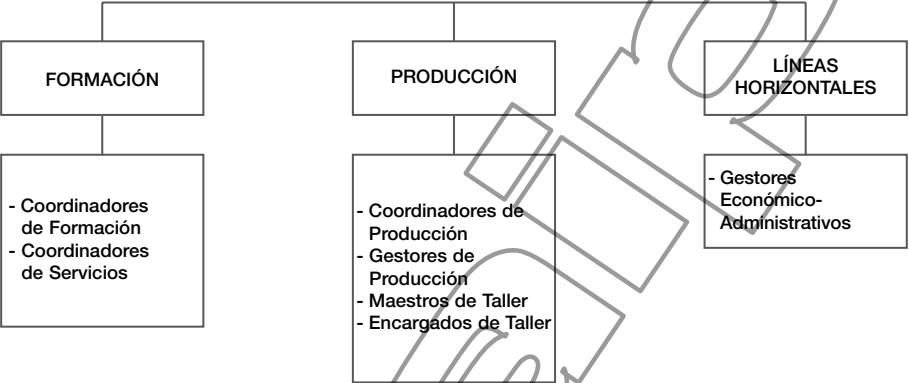 FORMACIÓN
- Coordinadores
de Formación
- Coordinadores
de Servicios
PRODUCCIÓN
- Coordinadores de
Producción
- Gestores de
Producción
- Maestros de Taller
- Encargados de Taller
LÍNEAS
HORIZONTALES
- Gestores
Económico-
Administrativos